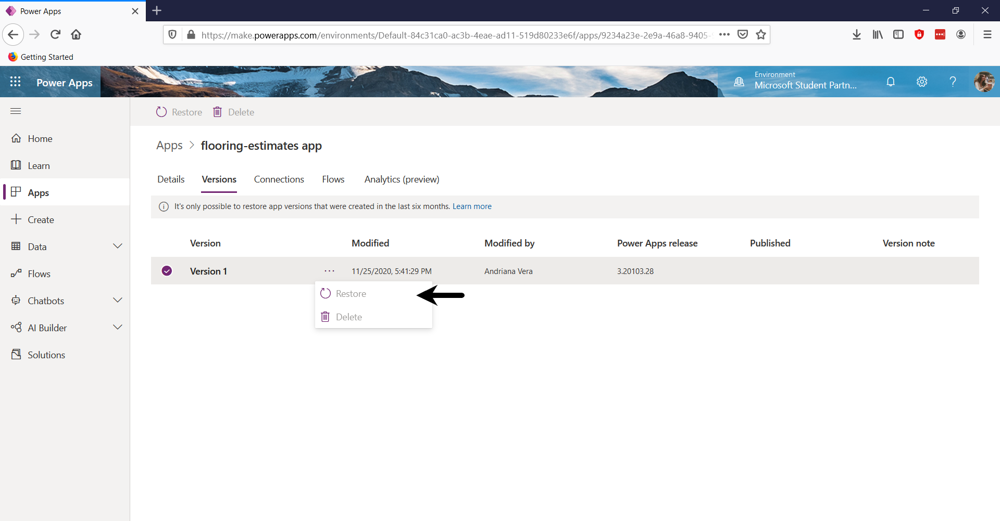 Power Apps
https://make.powerapps.com/environments/Default-84c31ca0-ac3b-4eae-ad11-519d80233e6f/apps/9234a23e-2e9a-46a8-9405-
Getting Started
Power Apps
Environment
Microsoft Student Partn...
Restore Delete
Home
Learn
Apps
Create
Data
Flows
Chatbots
AI Builder
Solutions
Apps > flooring-estimates app
Details Versions Connections Flows Analytics (preview)
It's only possible to restore app versions that were created in the last six months. Learn more
Version Modified Modified by Power Apps release Published Version note
Version 1 ... 11/25/2020, 5:41:29 PM Andriana Vera 3.20103.28
Restore
Delete